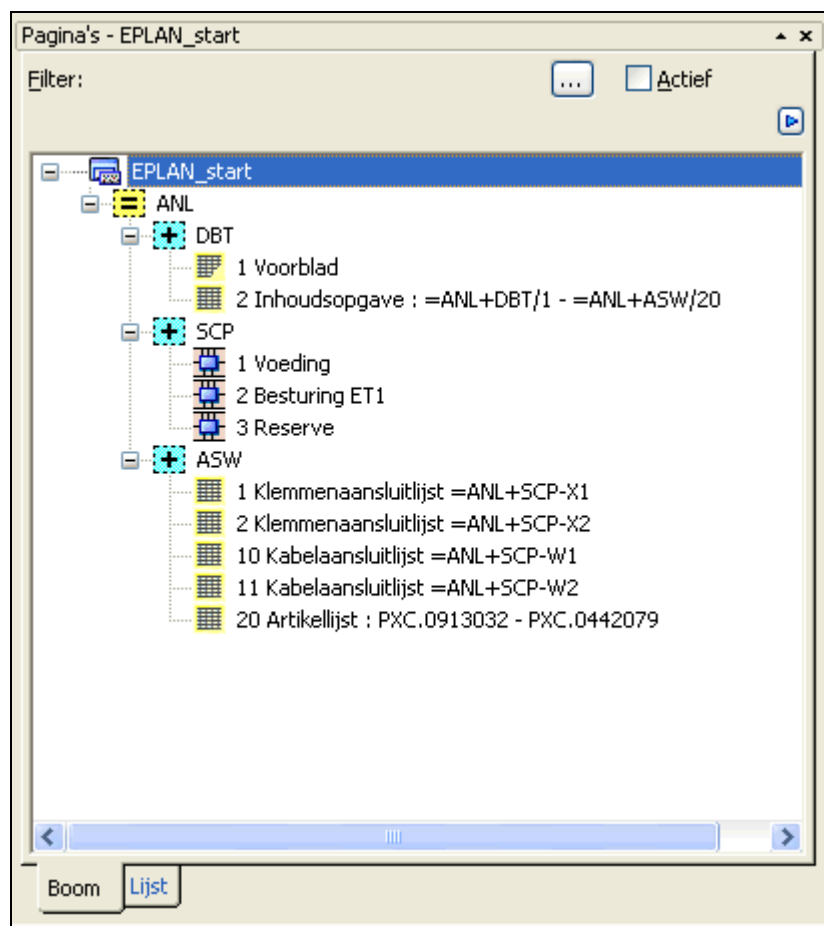 Pagina's - EPLAN_start
Filter:
... Actief
EPLAN_start
ANL
DBT
1 Voorblad
2 Inhoudsopgave : =ANL+DBT/1 - =ANL+ASW/20
SCP
1 Voeding
2 Besturing ET1
3 Reserve
ASW
1 Klemmenaansluitlijst =ANL+SCP-X1
2 Klemmenaansluitlijst =ANL+SCP-X2
10 Kabelaansluitlijst =ANL+SCP-W1
11 Kabelaansluitlijst =ANL+SCP-W2
20 Artikellijst : PXC.0913032 - PXC.0442079
Boom Lijst